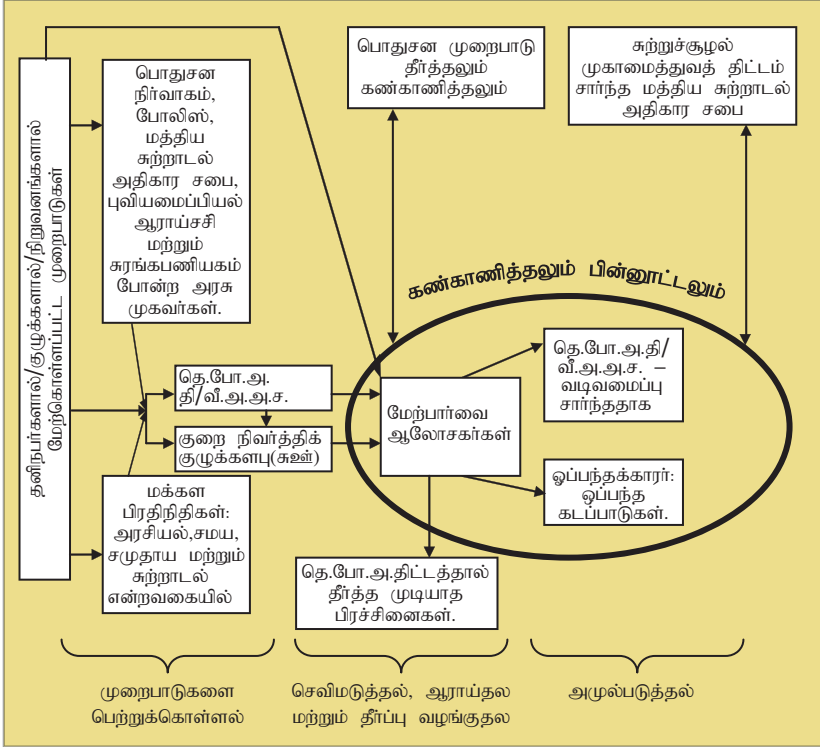 தனிநபர்களால்/குழுக்களால்/நிறுவனங்களால்
மேற்கொள்ளப்பட்ட முறைபாடுகள்
பொதுசன
நிர்வாகம்,
போலிஸ்,
மத்திய
சுற்றாடல்
அதிகார சபை,
புவியமைப்பியல்
ஆராய்சசி
மற்றும்
சுரங்கபணியகம்
போன்ற அரசு
முகவர்கள்.
பொதுசன முறைபாடு
தீர்த்தலும்
கண்காணித்தலும்
சுற்றுச்சூழல்
முகாமைத்துவத் திட்டம்
சார்ந்த மத்திய சுற்றாடல்
அதிகார சபை
கண்காணித்தலும் பின்னூட்டலும்
தெ.போ.அ.
தி/வீ.அ.அ.ச.
குறை நிவர்த்திக்
குழுக்களபு(சுஊ)
மேற்பார்வை
ஆலோசகர்கள்
தெ.போ.அ.தி/
வீ.அ.அ.ச. –
வடிவமைப்பு
சார்ந்ததாக
ஓப்பந்தக்காரர்:
ஒப்பந்த
கடப்பாடுகள்.
மக்கள
பிரதிநிதிகள்:
அரசியல்,சமய,
சமுதாய மற்றும்
சுற்றாடல்
என்றவகையில்
தெ.போ.அ.திட்டத்தால்
தீர்த்த முடியாத
பிரச்சினைகள்.
முறைபாடுகளை
பெற்றுக்கொள்ளல்
செவிமடுத்தல், ஆராய்தல
மற்றும் தீர்ப்பு வழங்குதல
அமுல்படுத்தல்